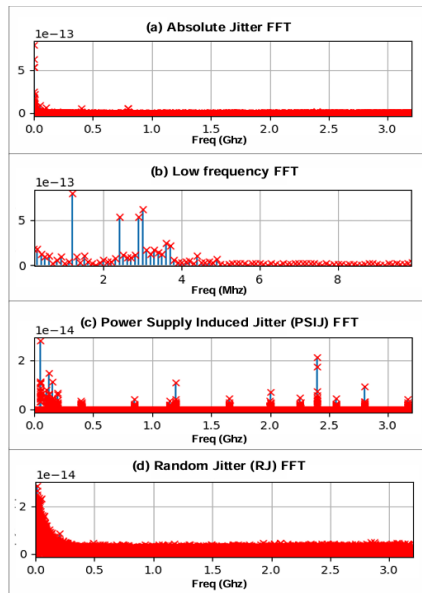 (a) Absolute Jitter FFT
1e−13
5
0
0.0 0.5 1.0 1.5 2.0 2.5 3.0
Freq (Ghz)
(b) Low frequency FFT
1e−13
5
0
2 4 6 8
Freq (Mhz)
(c) Power Supply Induced Jitter (PSIJ) FFT
1e−14
2
0
0.0 0.5 1.0 1.5 2.0 2.5 3.0
Freq (Ghz)
(d) Random Jitter (RJ) FFT
1e−14
2
0
0.0 0.5 1.0 1.5 2.0 2.5 3.0
Freq (Ghz)